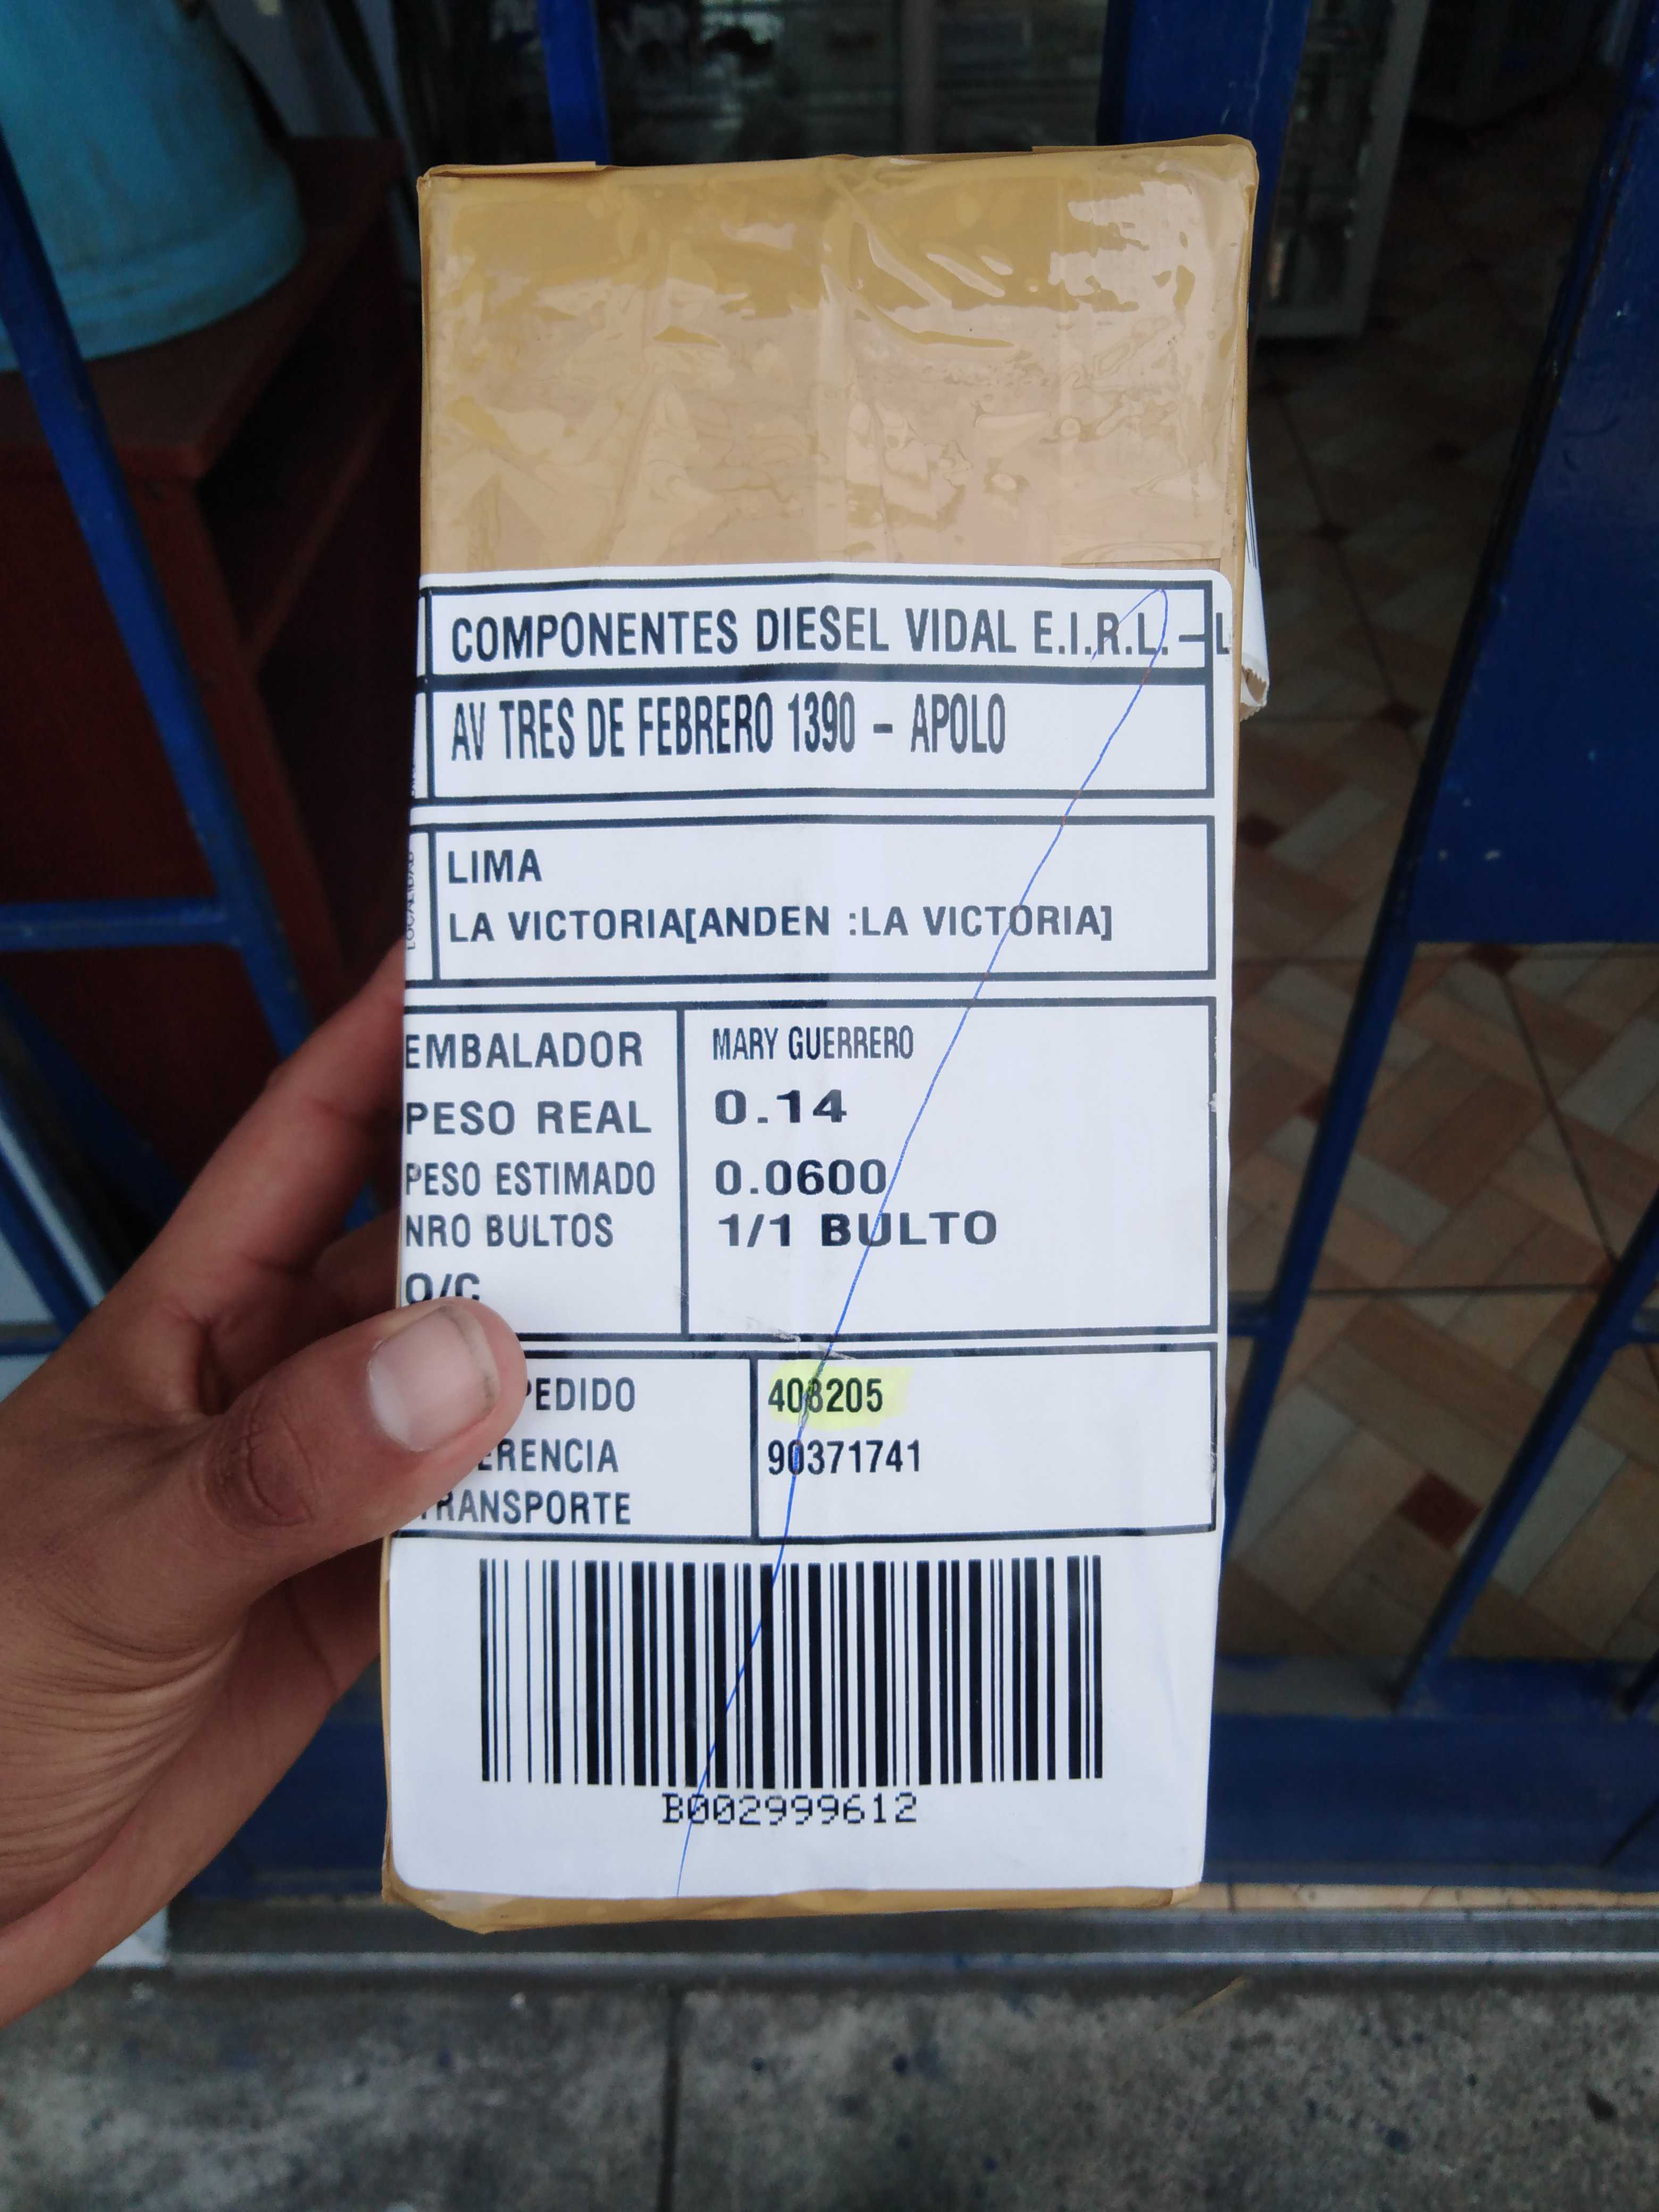 COMPONENTES DIESEL VIDAL E.I.R.L. – L
AV TRES DE FEBRERO 1390 – APOLO
LOCALIDAD
LIMA
LA VICTORIA[ANDEN :LA VICTORIA]
EMBALADOR MARY GUERRERO
PESO REAL 0.14
PESO ESTIMADO 0.0600
NRO BULTOS 1/1 BULTO
O/C
PEDIDO 408205
ERENCIA 90371741
TRANSPORTE
B002999612